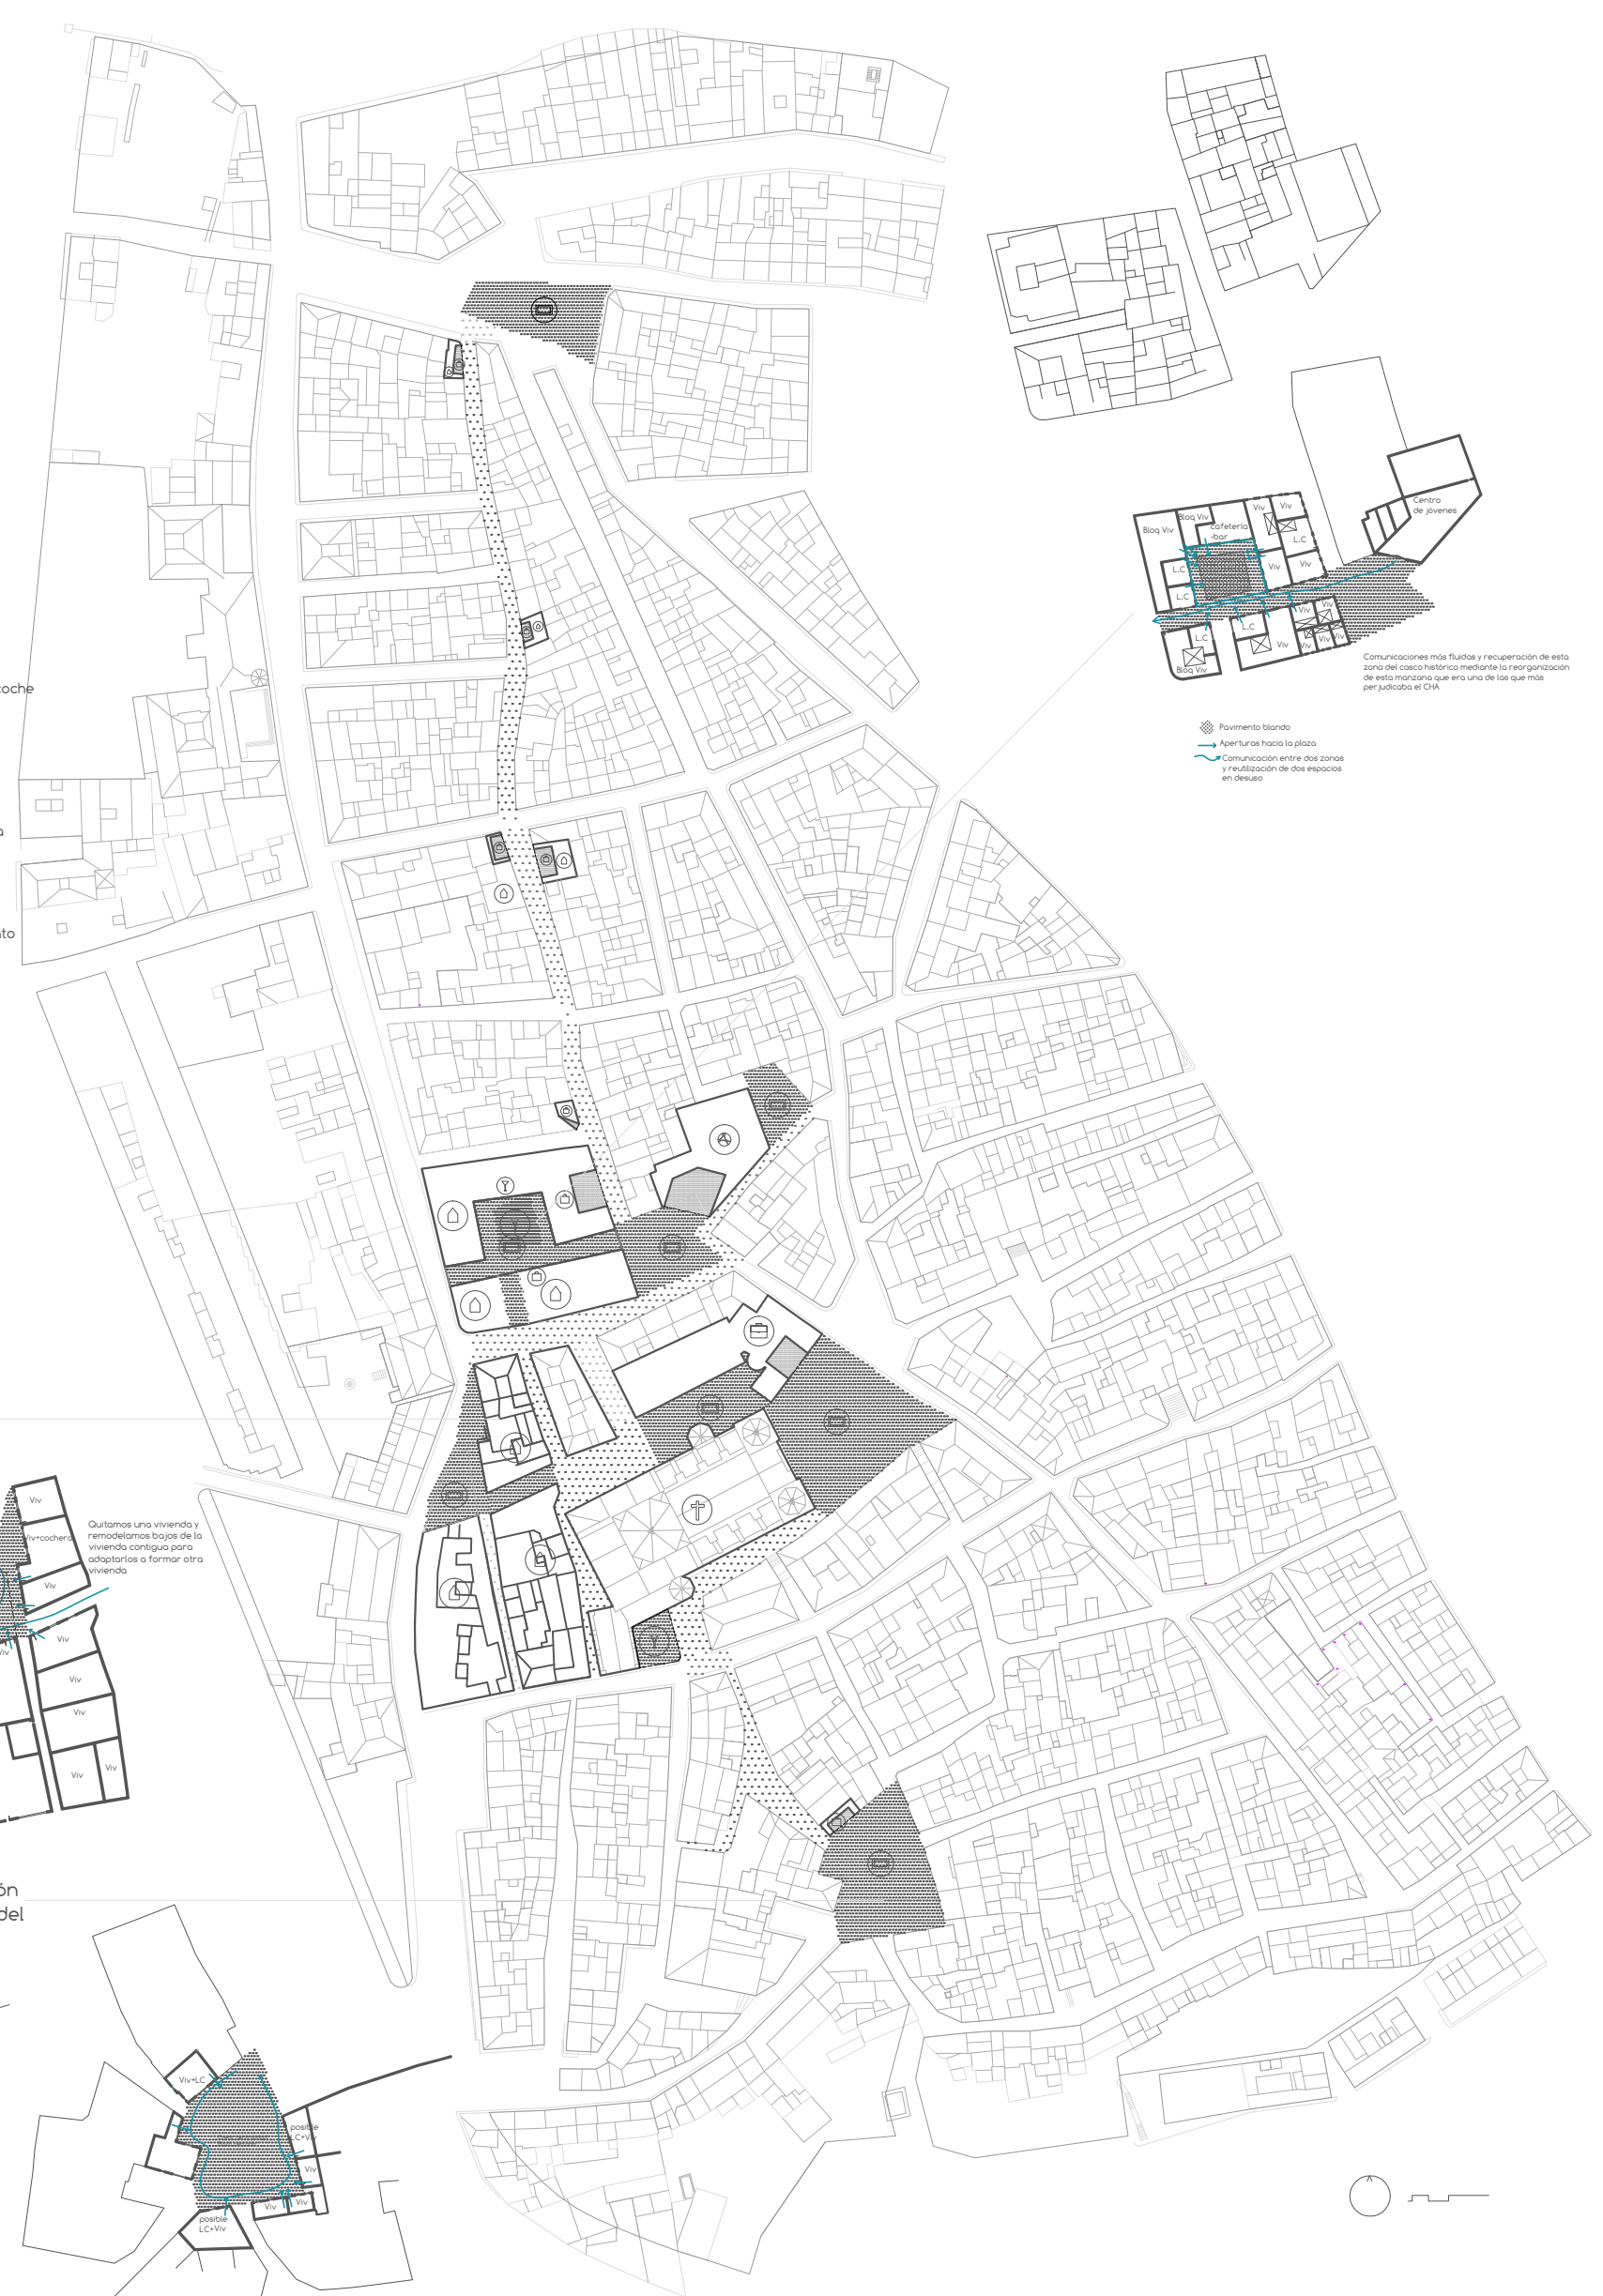 Bloq Viv
Bloq Viv
cafetería
-bar
Viv
Viv
L.C
L.C
L.C
Viv
Viv
Viv
Viv
L.C
L.C
Viv
Viv
Viv
Viv
Bloq Viv
Centro
de jóvenes
Comunicaciones más fluidas y recuperación de esta
zona del casco histórico mediante la reorganización
de esta manzana que era una de las que más
perjudicaba el CHA
Pavimento blando
Aperturas hacia la plaza
Comunicación entre dos zonas
y reutilización de dos espacios
en desuso
coche
a
nto
Viv
Viv+cochera
Viv
Viv
Viv
Viv
Viv
Viv
Viv
Quitamos una vivienda y
remodelamos bajos de la
vivienda contigua para
adaptarlos a formar otra
vivienda
ón
del
Viv+LC
posible
LC+Viv
Viv
Viv
Viv
posible
LC+Viv